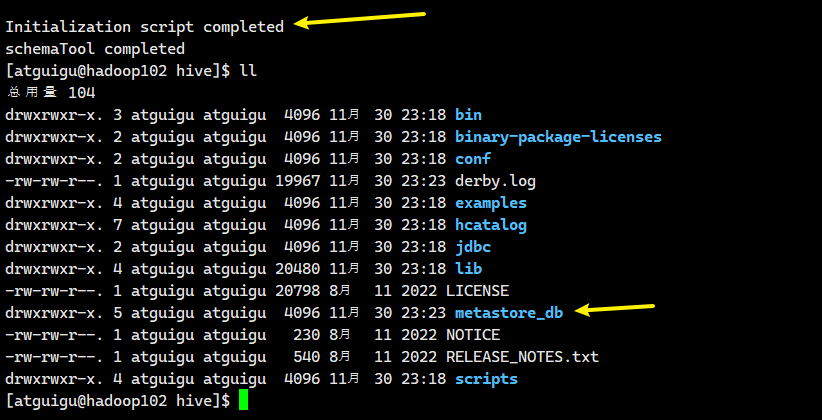 Initialization script completed
schemaTool completed
[atguigu@hadoop102 hive]$ ll
总用量 104
drwxrwxr-x. 3 atguigu atguigu  4096 11月  30 23:18 bin
drwxrwxr-x. 2 atguigu atguigu  4096 11月  30 23:18 binary-package-licenses
drwxrwxr-x. 2 atguigu atguigu  4096 11月  30 23:18 conf
-rw-rw-r--. 1 atguigu atguigu 19967 11月  30 23:23 derby.log
drwxrwxr-x. 4 atguigu atguigu  4096 11月  30 23:18 examples
drwxrwxr-x. 7 atguigu atguigu  4096 11月  30 23:18 hcatalog
drwxrwxr-x. 2 atguigu atguigu  4096 11月  30 23:18 jdbc
drwxrwxr-x. 4 atguigu atguigu 20480 11月  30 23:18 lib
-rw-rw-r--. 1 atguigu atguigu 20798 8月   11 2022 LICENSE
drwxrwxr-x. 5 atguigu atguigu  4096 11月  30 23:23 metastore_db
-rw-rw-r--. 1 atguigu atguigu   230 8月   11 2022 NOTICE
-rw-rw-r--. 1 atguigu atguigu   540 8月   11 2022 RELEASE_NOTES.txt
drwxrwxr-x. 4 atguigu atguigu  4096 11月  30 23:18 scripts
[atguigu@hadoop102 hive]$